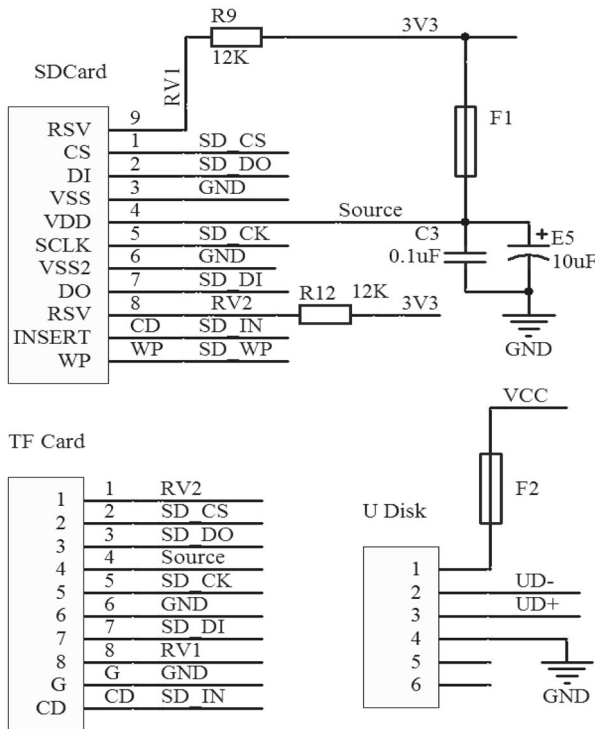 R9
12K
3V3
SDCard
RV1
F1
RSV 9
CS 1 SD_CS
DI 2 SD_DO
VSS 3 GND
VDD 4 Source
SCLK 5 SD_CK
VSS2 6 GND
DO 7 SD_DI
RSV 8 RV2
INSERT CD SD_IN
WP WP SD_WP
R12 12K 3V3
C3
0.1uF
+ E5
10uF
GND
TF Card
1 1 RV2
2 2 SD_CS
3 3 SD_DO
4 4 Source
5 5 SD_CK
6 6 GND
7 7 SD_DI
8 8 RV1
G G GND
CD CD SD_IN
VCC
F2
U Disk
1
2 UD-
3 UD+
4
5
6
GND